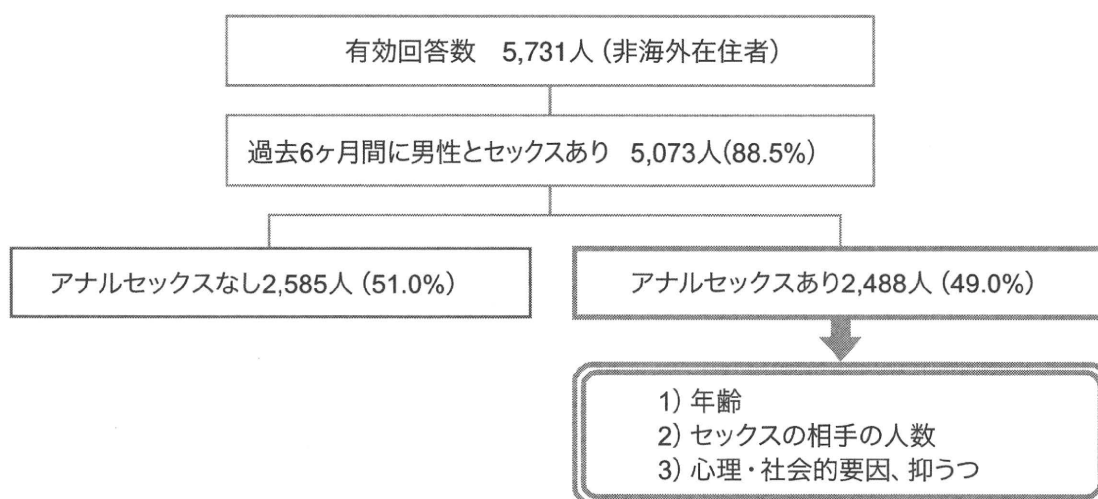 有効回答数　5,731人（非海外在住者）
過去6ヶ月間に男性とセックスあり　5,073人(88.5%)
アナルセックスなし2,585人（51.0%）
アナルセックスあり2,488人（49.0%）
1）年齢
2）セックスの相手の人数
3）心理・社会的要因、抑うつ